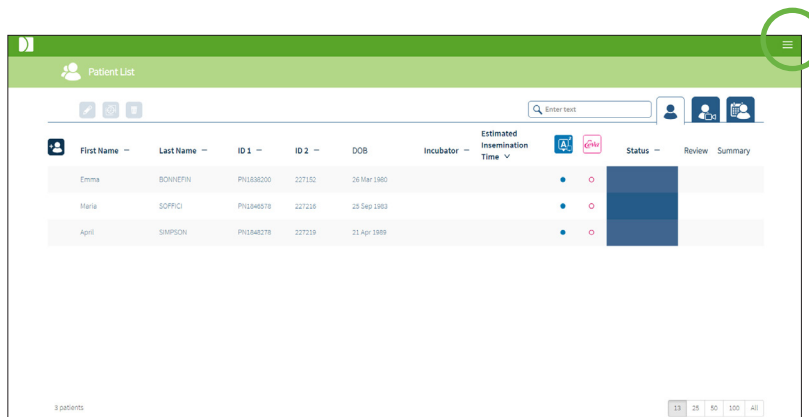 Patient List
Enter text
First Name
Last Name
ID 1
ID 2
DOB
Incubator
Estimated
Insemination
Time
A
Status
Review
Summary
Emma BONNEFIN PN1838200 227152 26 Mar 1980
Maria SOFFICI PN1846578 227216 25 Sep 1983
April SIMPSON PN1848278 227219 21 Apr 1989
3 patients
13 25 50 100 All